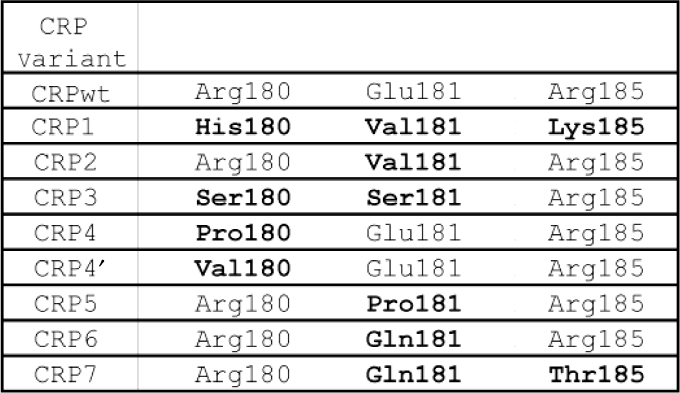 CRP
variant
CRPwt Arg180 Glu181 Arg185
CRP1 His180 Val181 Lys185
CRP2 Arg180 Val181 Arg185
CRP3 Ser180 Ser181 Arg185
CRP4 Pro180 Glu181 Arg185
CRP4′ Val180 Glu181 Arg185
CRP5 Arg180 Pro181 Arg185
CRP6 Arg180 Gln181 Arg185
CRP7 Arg180 Gln181 Thr185